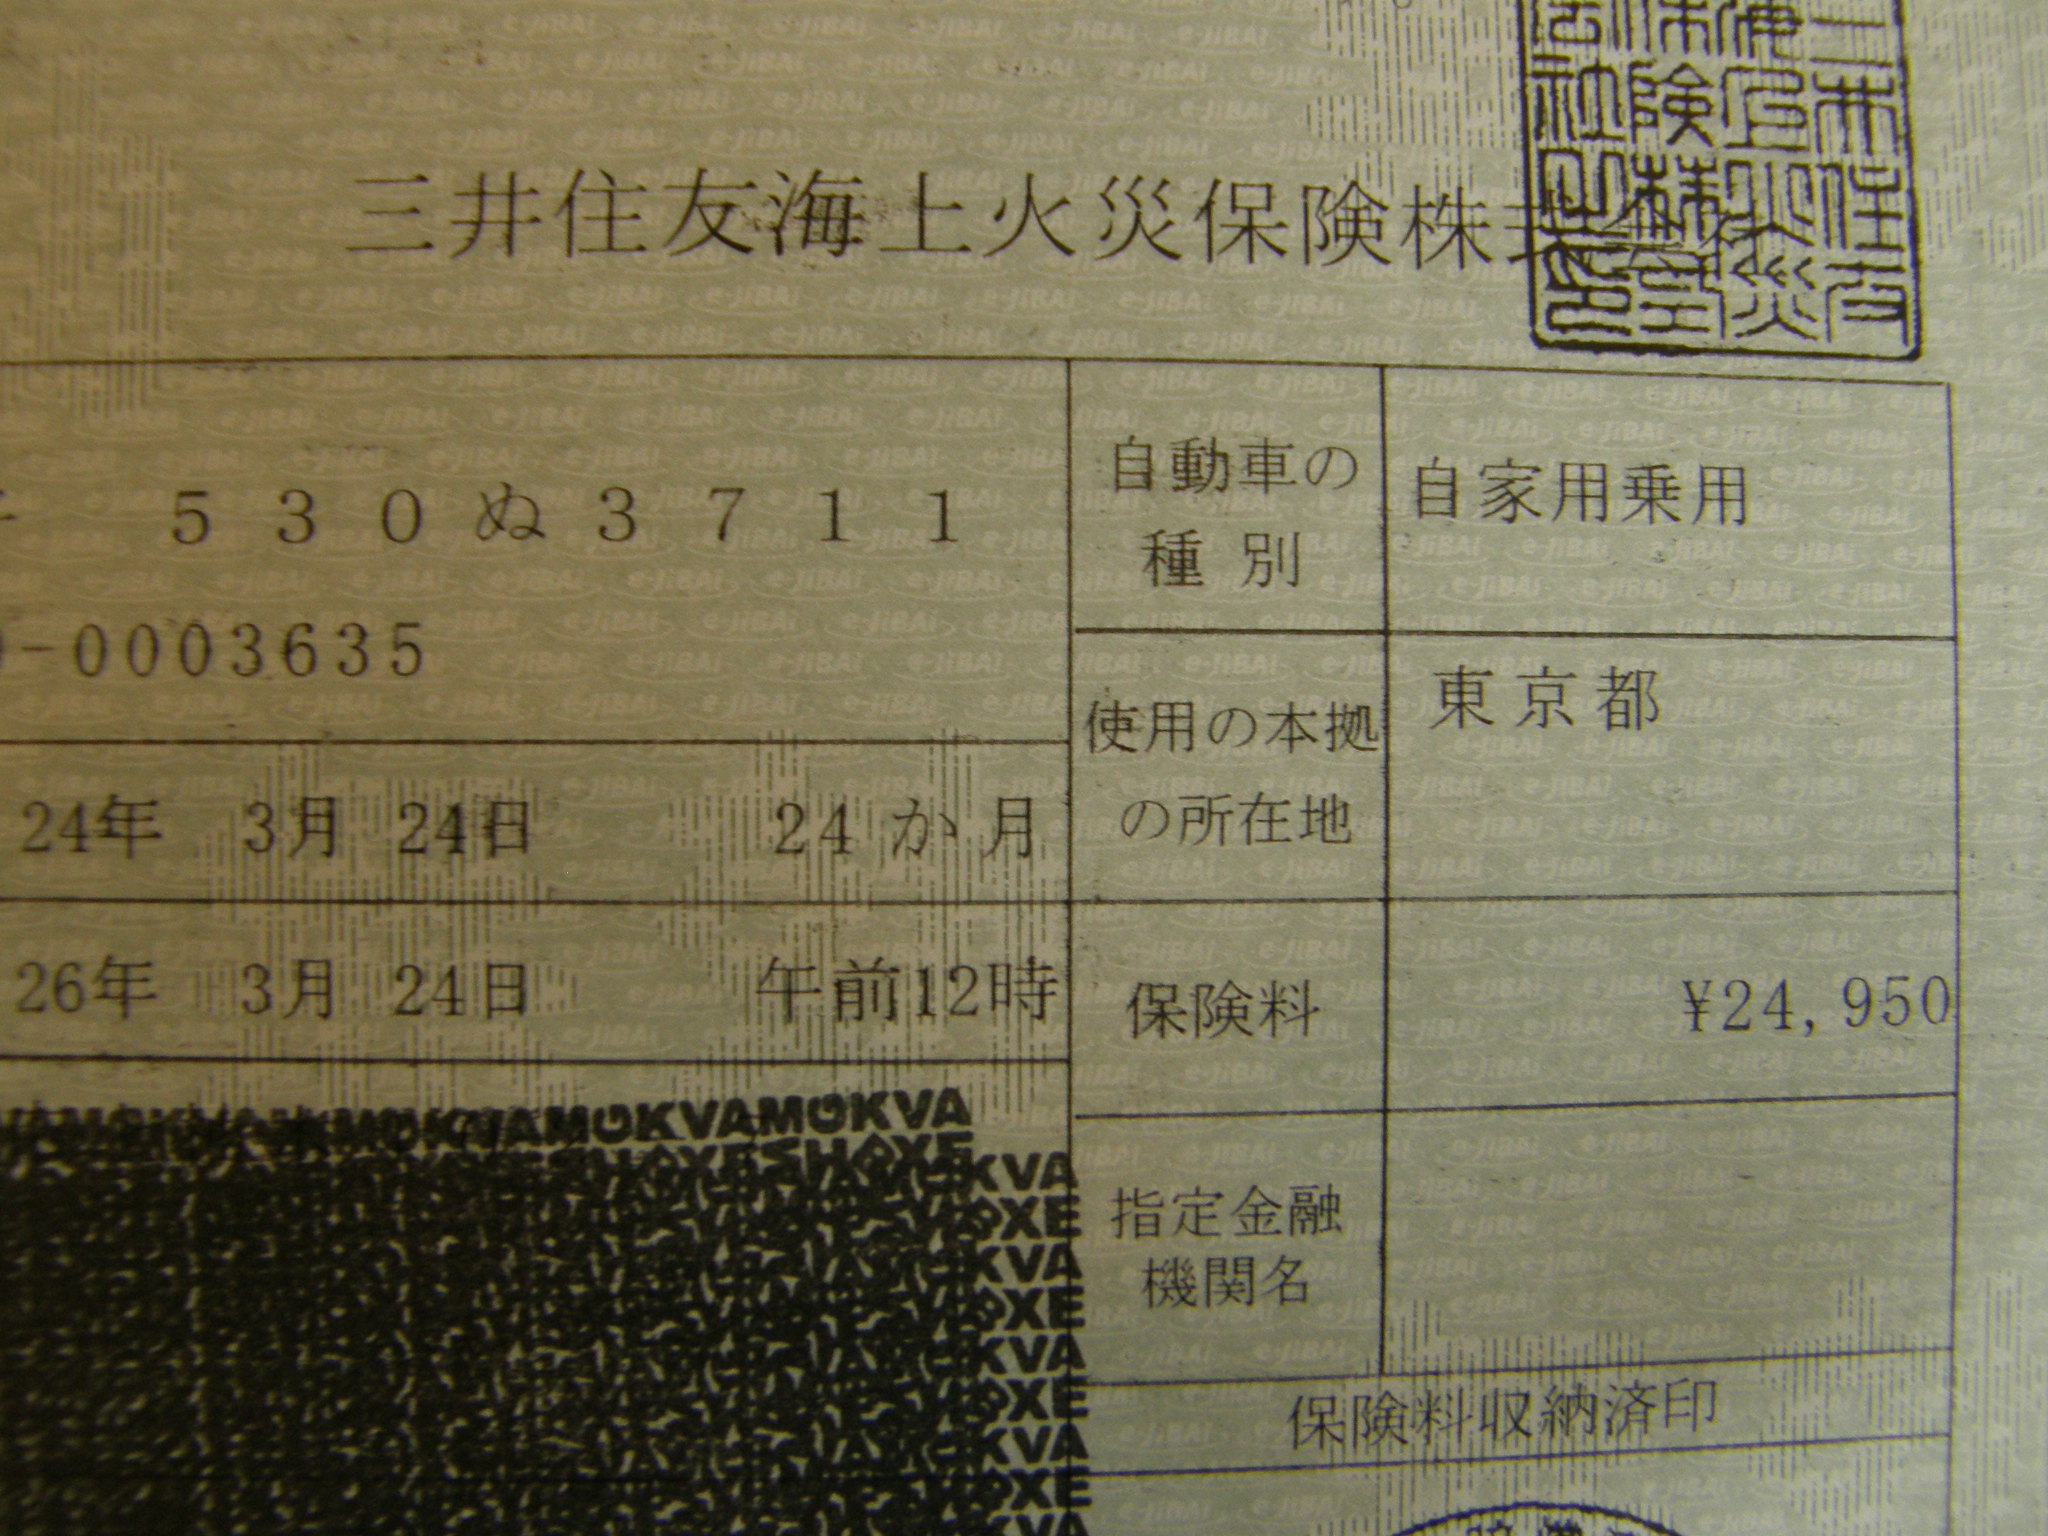 三井住友海上火災保険株式会社
５３０ぬ３７１１
自動車の
種別
自家用乗用
-0003635
使用の本拠
の所在地
東京都
24年 3月 24日 24か月
26年 3月 24日 午前12時
保険料
¥24,950
指定金融
機関名
保険料収納済印